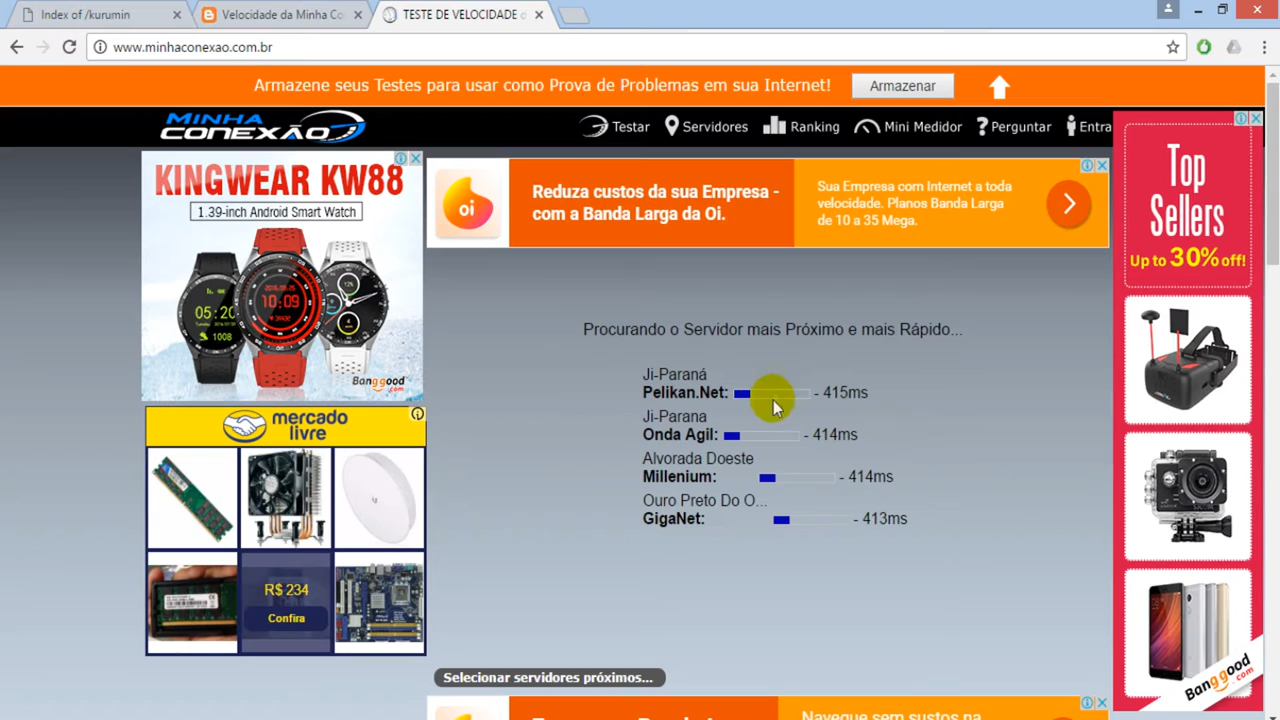 Index of /kurumin
Velocidade da Minha Co
TESTE DE VELOCIDADE
www.minhaconexao.com.br
Armazene seus Testes para usar como Prova de Problemas em sua Internet!
Armazenar
MINHA
CONEXÃO
Testar
Servidores
Ranking
Mini Medidor
Perguntar
Entra
KINGWEAR KW88
1.39-inch Android Smart Watch
Banggood
.com
oi
Reduza custos da sua Empresa -
com a Banda Larga da Oi.
Sua Empresa com Internet a toda
velocidade. Planos Banda Larga
de 10 a 35 Mega.
Top
Sellers
Up to 30% off!
mercado
livre
R$ 234
Confira
Procurando o Servidor mais Próximo e mais Rápido...
Ji-Paraná
Pelikan.Net: - 415ms
Ji-Parana
Onda Agil: - 414ms
Alvorada Doeste
Millenium: - 414ms
Ouro Preto Do O...
GigaNet: - 413ms
Selecionar servidores próximos...
Banggood
.com
Navegue sem sustos na